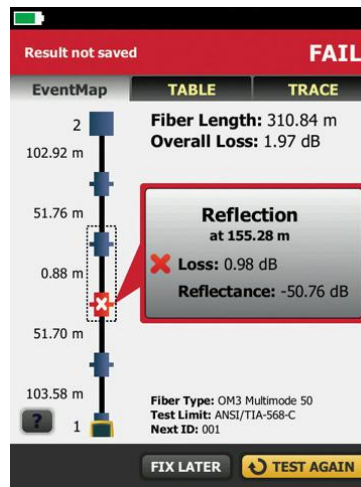 Result not saved
FAIL
EventMap
TABLE
TRACE
2
102.92 m
51.76 m
0.88 m
51.70 m
103.58 m
1
?
Fiber Length: 310.84 m
Overall Loss: 1.97 dB
Reflection
at 155.28 m
Loss: 0.98 dB
Reflectance: -50.76 dB
Fiber Type: OM3 Multimode 50
Test Limit: ANSI/TIA-568-C
Next ID: 001
FIX LATER
TEST AGAIN